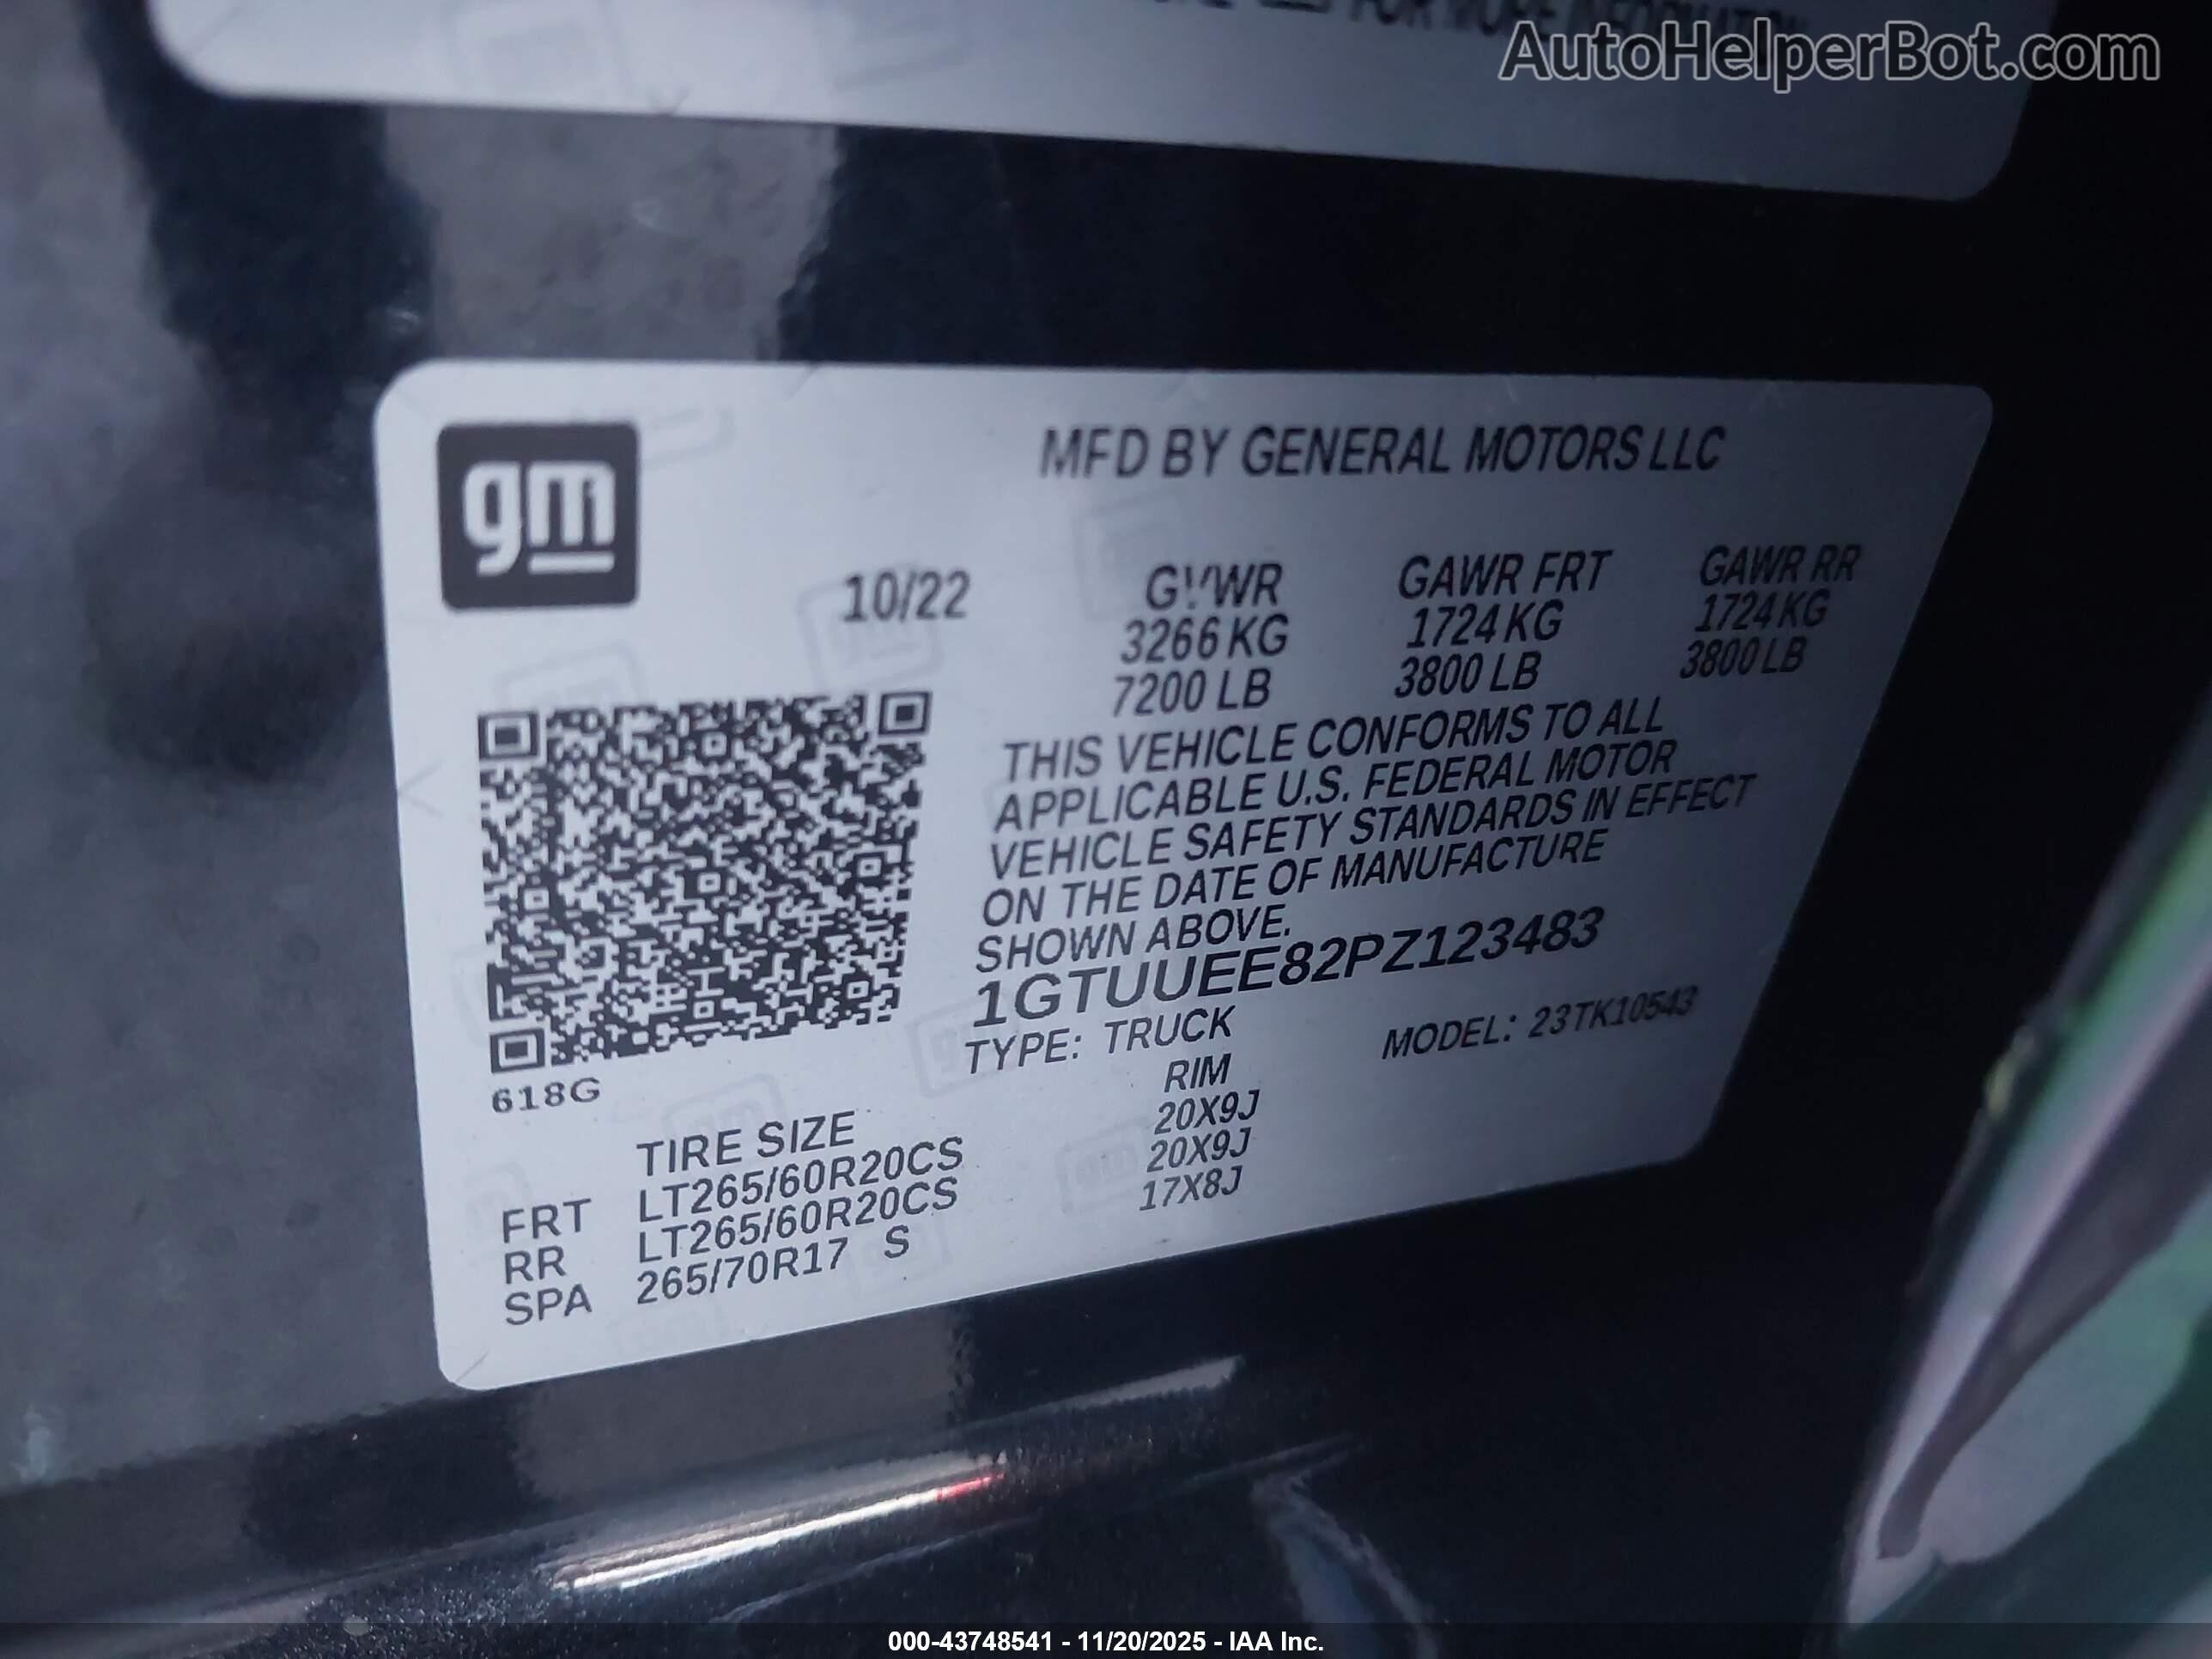 FOR MORE INFORMATION
AutoHelperBot.com
gm
MFD BY GENERAL MOTORS LLC
10/22 GVWR GAWR FRT GAWR RR
3266 KG 1724 KG 1724 KG
7200 LB 3800 LB 3800 LB
THIS VEHICLE CONFORMS TO ALL
APPLICABLE U.S. FEDERAL MOTOR
VEHICLE SAFETY STANDARDS IN EFFECT
ON THE DATE OF MANUFACTURE
SHOWN ABOVE.
1GTUUEE82PZ123483
TYPE: TRUCK MODEL: 23TK10543
618G
TIRE SIZE RIM
FRT LT265/60R20CS 20X9J
RR LT265/60R20CS 20X9J
SPA 265/70R17 S 17X8J
000-43748541 - 11/20/2025 - IAA Inc.